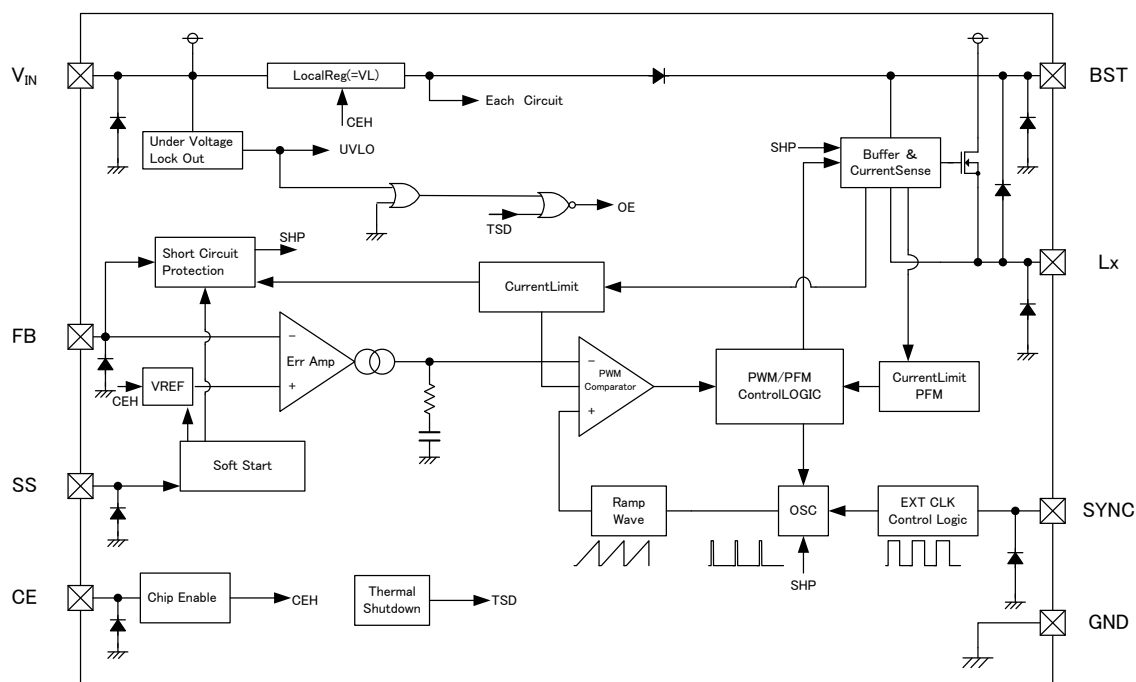 VIN
LocalReg(=VL)
BST
Each Circuit
CEH
Under Voltage
Lock Out
UVLO
SHP
Buffer &
CurrentSense
OE
TSD
SHP
Short Circuit
Protection
CurrentLimit
Lx
FB
Err Amp
−
+
−
PWM
Comparator
+
PWM/PFM
ControlLOGIC
CurrentLimit
PFM
CEH
VREF
Soft Start
SS
Ramp
Wave
OSC
EXT CLK
Control Logic
SYNC
SHP
CE
Chip Enable
CEH
Thermal
Shutdown
TSD
GND